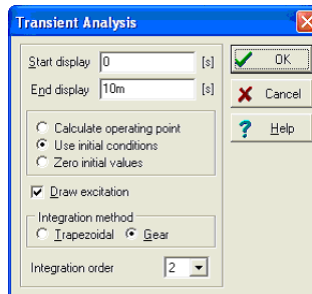 Transient Analysis
Start display 0 [s]
End display 10m [s]
Calculate operating point
Use initial conditions
Zero initial values
Draw excitation
Integration method
Trapezoidal Gear
Integration order 2
OK
Cancel
? Help